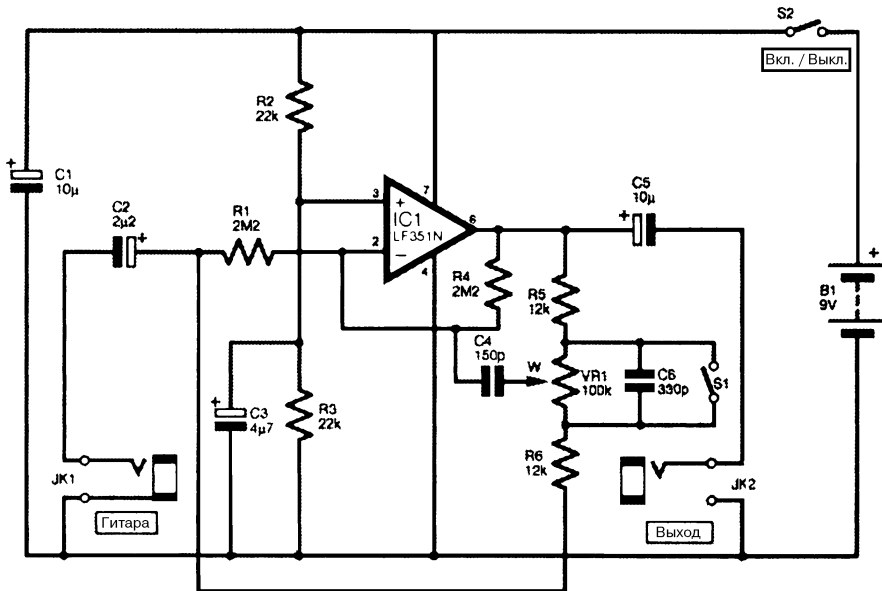 S2
Вкл. / Выкл.
R2
22k
+
C1
10µ
C2
2µ2
+
R1
2M2
3
+
7
IC1
LF351N
6
2
−
4
C5
10µ
+
R4
2M2
R5
12k
+
B1
9V
C4
150p
W
VR1
100k
C6
330p
S1
+
C3
4µ7
R3
22k
R6
12k
JK1
Гитара
JK2
Выход